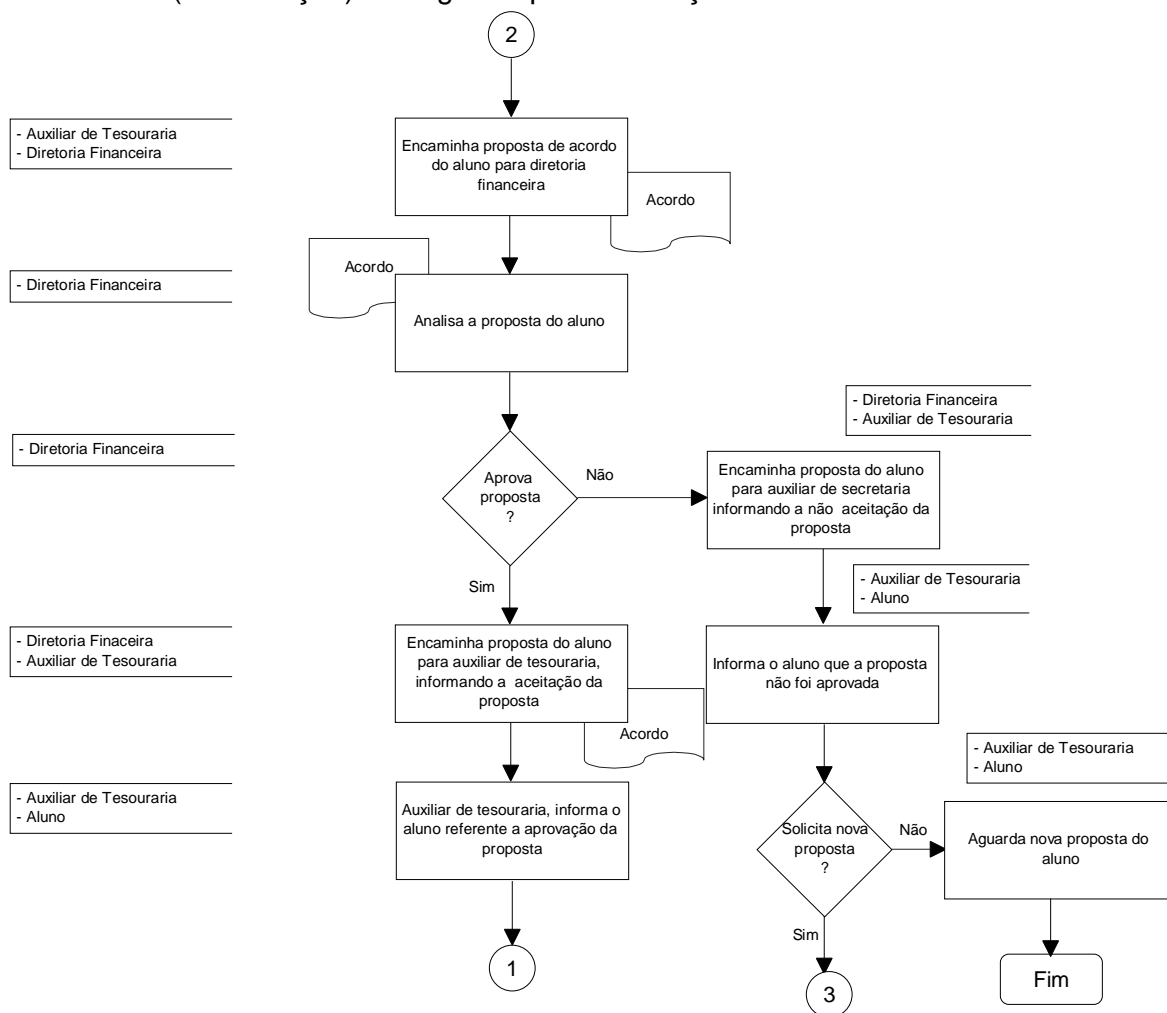 2
- Auxiliar de Tesouraria
- Diretoria Financeira
Encaminha proposta de acordo
do aluno para diretoria
financeira
Acordo
Acordo
- Diretoria Financeira
Analisa a proposta do aluno
- Diretoria Financeira
- Auxiliar de Tesouraria
- Diretoria Financeira
Aprova
proposta
?
Não
Encaminha proposta do aluno
para auxiliar de secretaria
informando a não aceitação da
proposta
Sim
- Auxiliar de Tesouraria
- Aluno
- Diretoria Finaceira
- Auxiliar de Tesouraria
Encaminha proposta do aluno
para auxiliar de tesouraria,
informando a aceitação da
proposta
Acordo
Informa o aluno que a proposta
não foi aprovada
- Auxiliar de Tesouraria
- Aluno
- Auxiliar de Tesouraria
- Aluno
Auxiliar de tesouraria, informa o
aluno referente a aprovação da
proposta
Solicita nova
proposta
?
Não
Aguarda nova proposta do
aluno
Sim
1
3
Fim